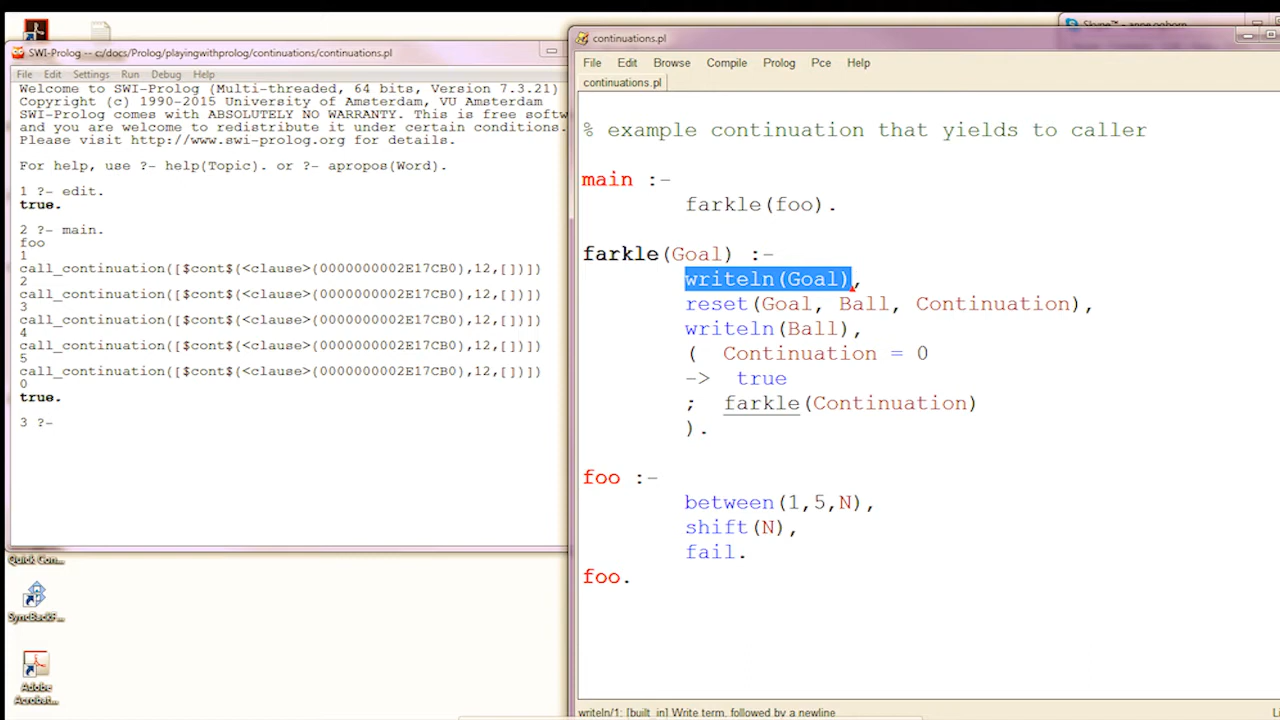 Skype™ - anne.ogborn
SWI-Prolog -- c:/docs/Prolog/playingwithprolog/continuations/continuations.pl
File Edit Settings Run Debug Help
Welcome to SWI-Prolog (Multi-threaded, 64 bits, Version 7.3.21)
Copyright (c) 1990-2015 University of Amsterdam, VU Amsterdam
SWI-Prolog comes with ABSOLUTELY NO WARRANTY. This is free softw
and you are welcome to redistribute it under certain conditions.
Please visit http://www.swi-prolog.org for details.
For help, use ?- help(Topic). or ?- apropos(Word).
1 ?- edit.
true.
2 ?- main.
foo
1
call_continuation([$cont$(<clause>(0000000002E17CB0),12,[])])
2
call_continuation([$cont$(<clause>(0000000002E17CB0),12,[])])
3
call_continuation([$cont$(<clause>(0000000002E17CB0),12,[])])
4
call_continuation([$cont$(<clause>(0000000002E17CB0),12,[])])
5
call_continuation([$cont$(<clause>(0000000002E17CB0),12,[])])
0
true.
3 ?-
Quick Con...
SyncBackF...
Adobe
Acrobat...
continuations.pl
File Edit Browse Compile Prolog Pce Help
continuations.pl
% example continuation that yields to caller
main :-
farkle(foo).
farkle(Goal) :-
writeln(Goal),
reset(Goal, Ball, Continuation),
writeln(Ball),
( Continuation = 0
-> true
; farkle(Continuation)
).
foo :-
between(1,5,N),
shift(N),
fail.
foo.
writeln/1: [built_in] Write term, followed by a newline